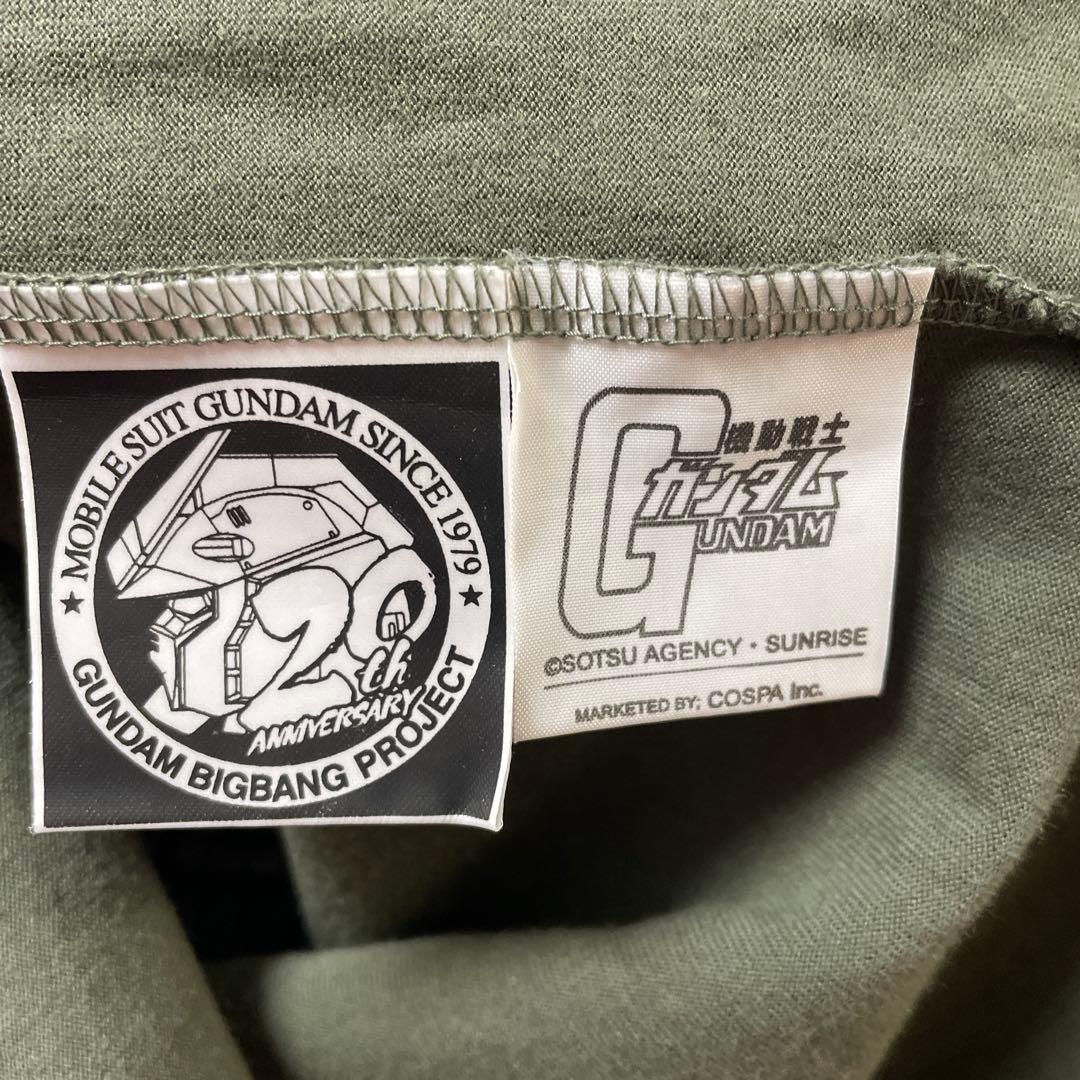 ★ MOBILE SUIT GUNDAM SINCE 1979 ★
20th
ANNIVERSARY
GUNDAM BIGBANG PROJECT
機動戦士
ガンダム
GUNDAM
©SOTSU AGENCY・SUNRISE
MARKETED BY; COSPA Inc.